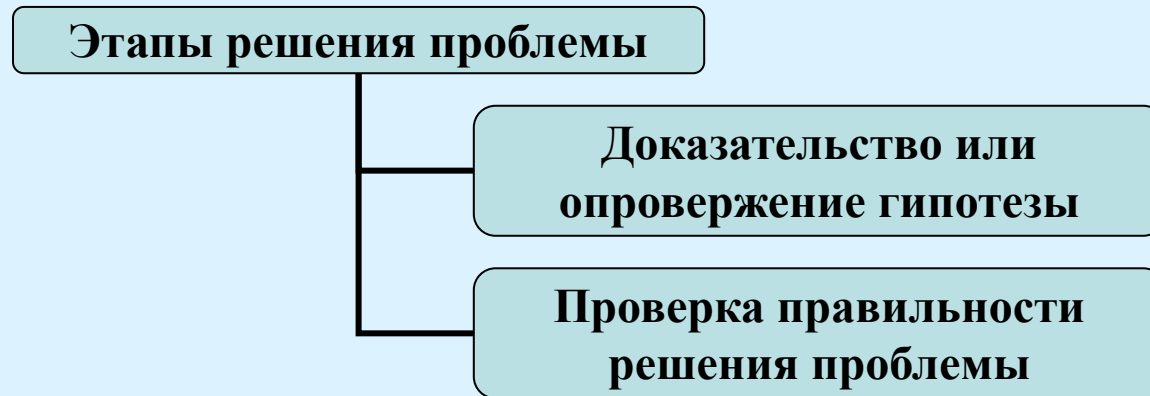 Этапы решения проблемы
Доказательство или
опровержение гипотезы
Проверка правильности
решения проблемы